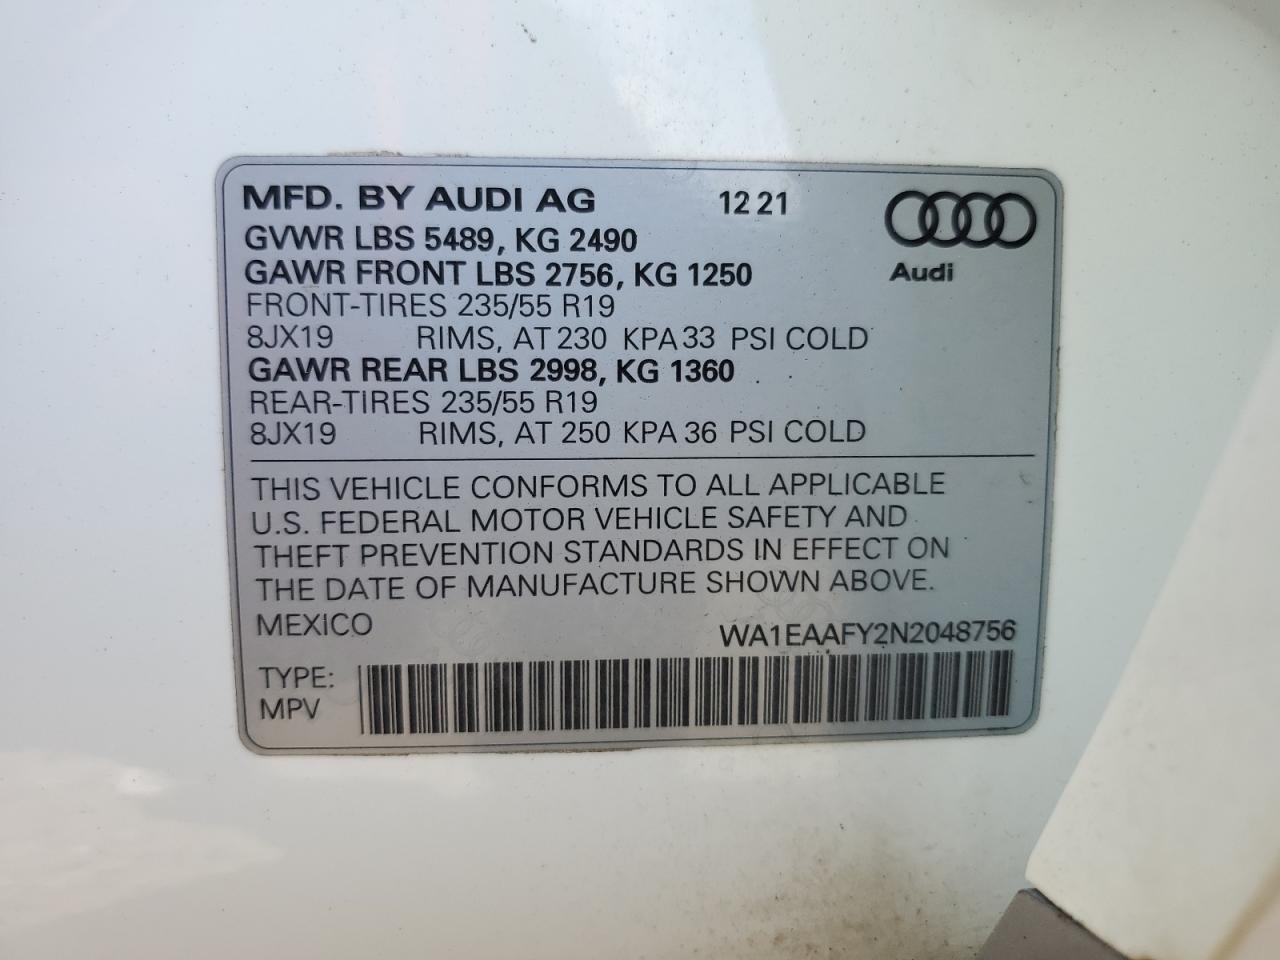 MFD. BY AUDI AG 12 21
GVWR LBS 5489, KG 2490
GAWR FRONT LBS 2756, KG 1250
Audi
FRONT-TIRES 235/55 R19
8JX19 RIMS, AT 230 KPA 33 PSI COLD
GAWR REAR LBS 2998, KG 1360
REAR-TIRES 235/55 R19
8JX19 RIMS, AT 250 KPA 36 PSI COLD
THIS VEHICLE CONFORMS TO ALL APPLICABLE
U.S. FEDERAL MOTOR VEHICLE SAFETY AND
THEFT PREVENTION STANDARDS IN EFFECT ON
THE DATE OF MANUFACTURE SHOWN ABOVE.
MEXICO WA1EAAFY2N2048756
TYPE:
MPV